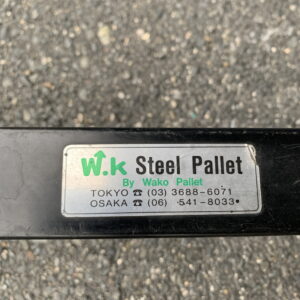 W.k Steel Pallet
By Wako Pallet
TOKYO ☎ (03) 3688-6071
OSAKA ☎ (06) 541-8033